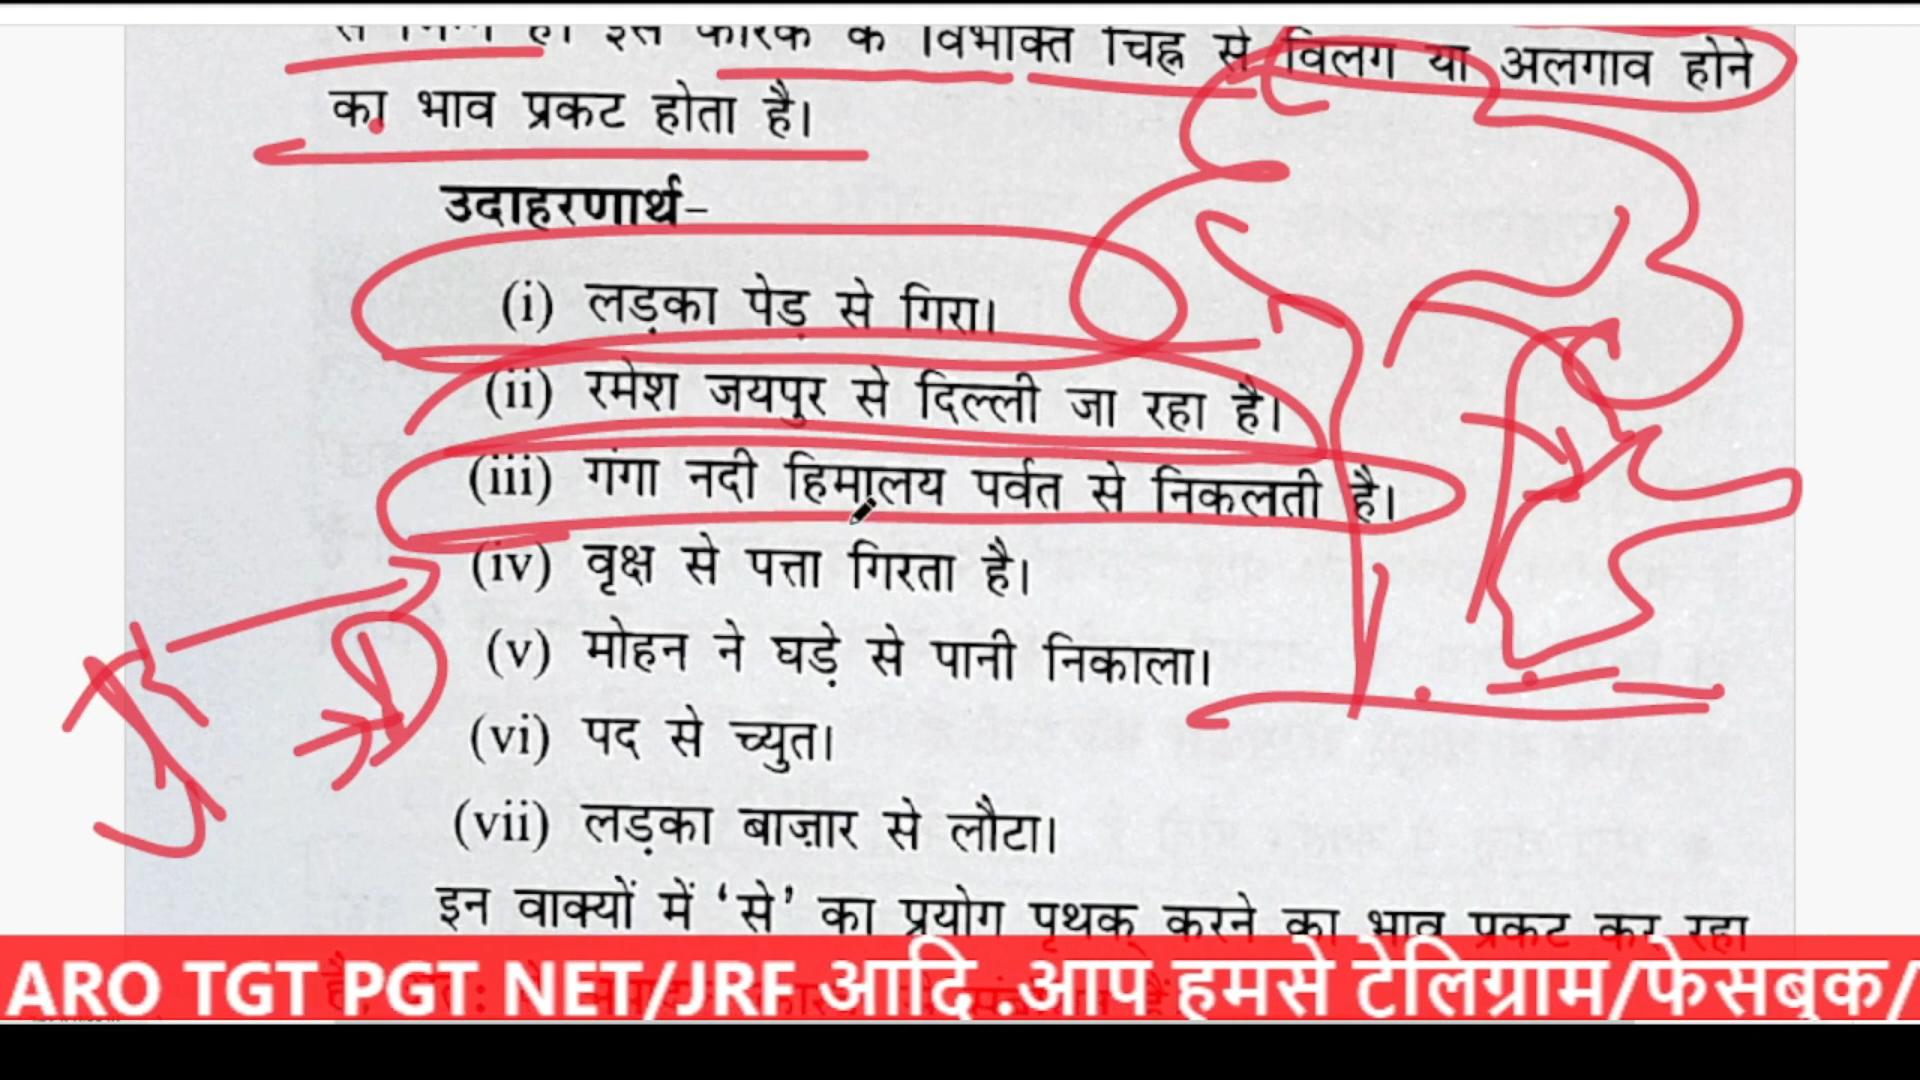 इस कारक के विभक्ति चिह्न से विलग या अलगाव होने
का भाव प्रकट होता है।
उदाहरणार्थ-
(i) लड़का पेड़ से गिरा।
(ii) रमेश जयपुर से दिल्ली जा रहा है।
(iii) गंगा नदी हिमालय पर्वत से निकलती है।
(iv) वृक्ष से पत्ता गिरता है।
(v) मोहन ने घड़े से पानी निकाला।
(vi) पद से च्युत।
(vii) लड़का बाज़ार से लौटा।
इन वाक्यों में ‘से’ का प्रयोग पृथक् करने का भाव प्रकट कर रहा
ARO TGT PGT NET/JRF आदि .आप हमसे टेलिग्राम/फेसबुक/